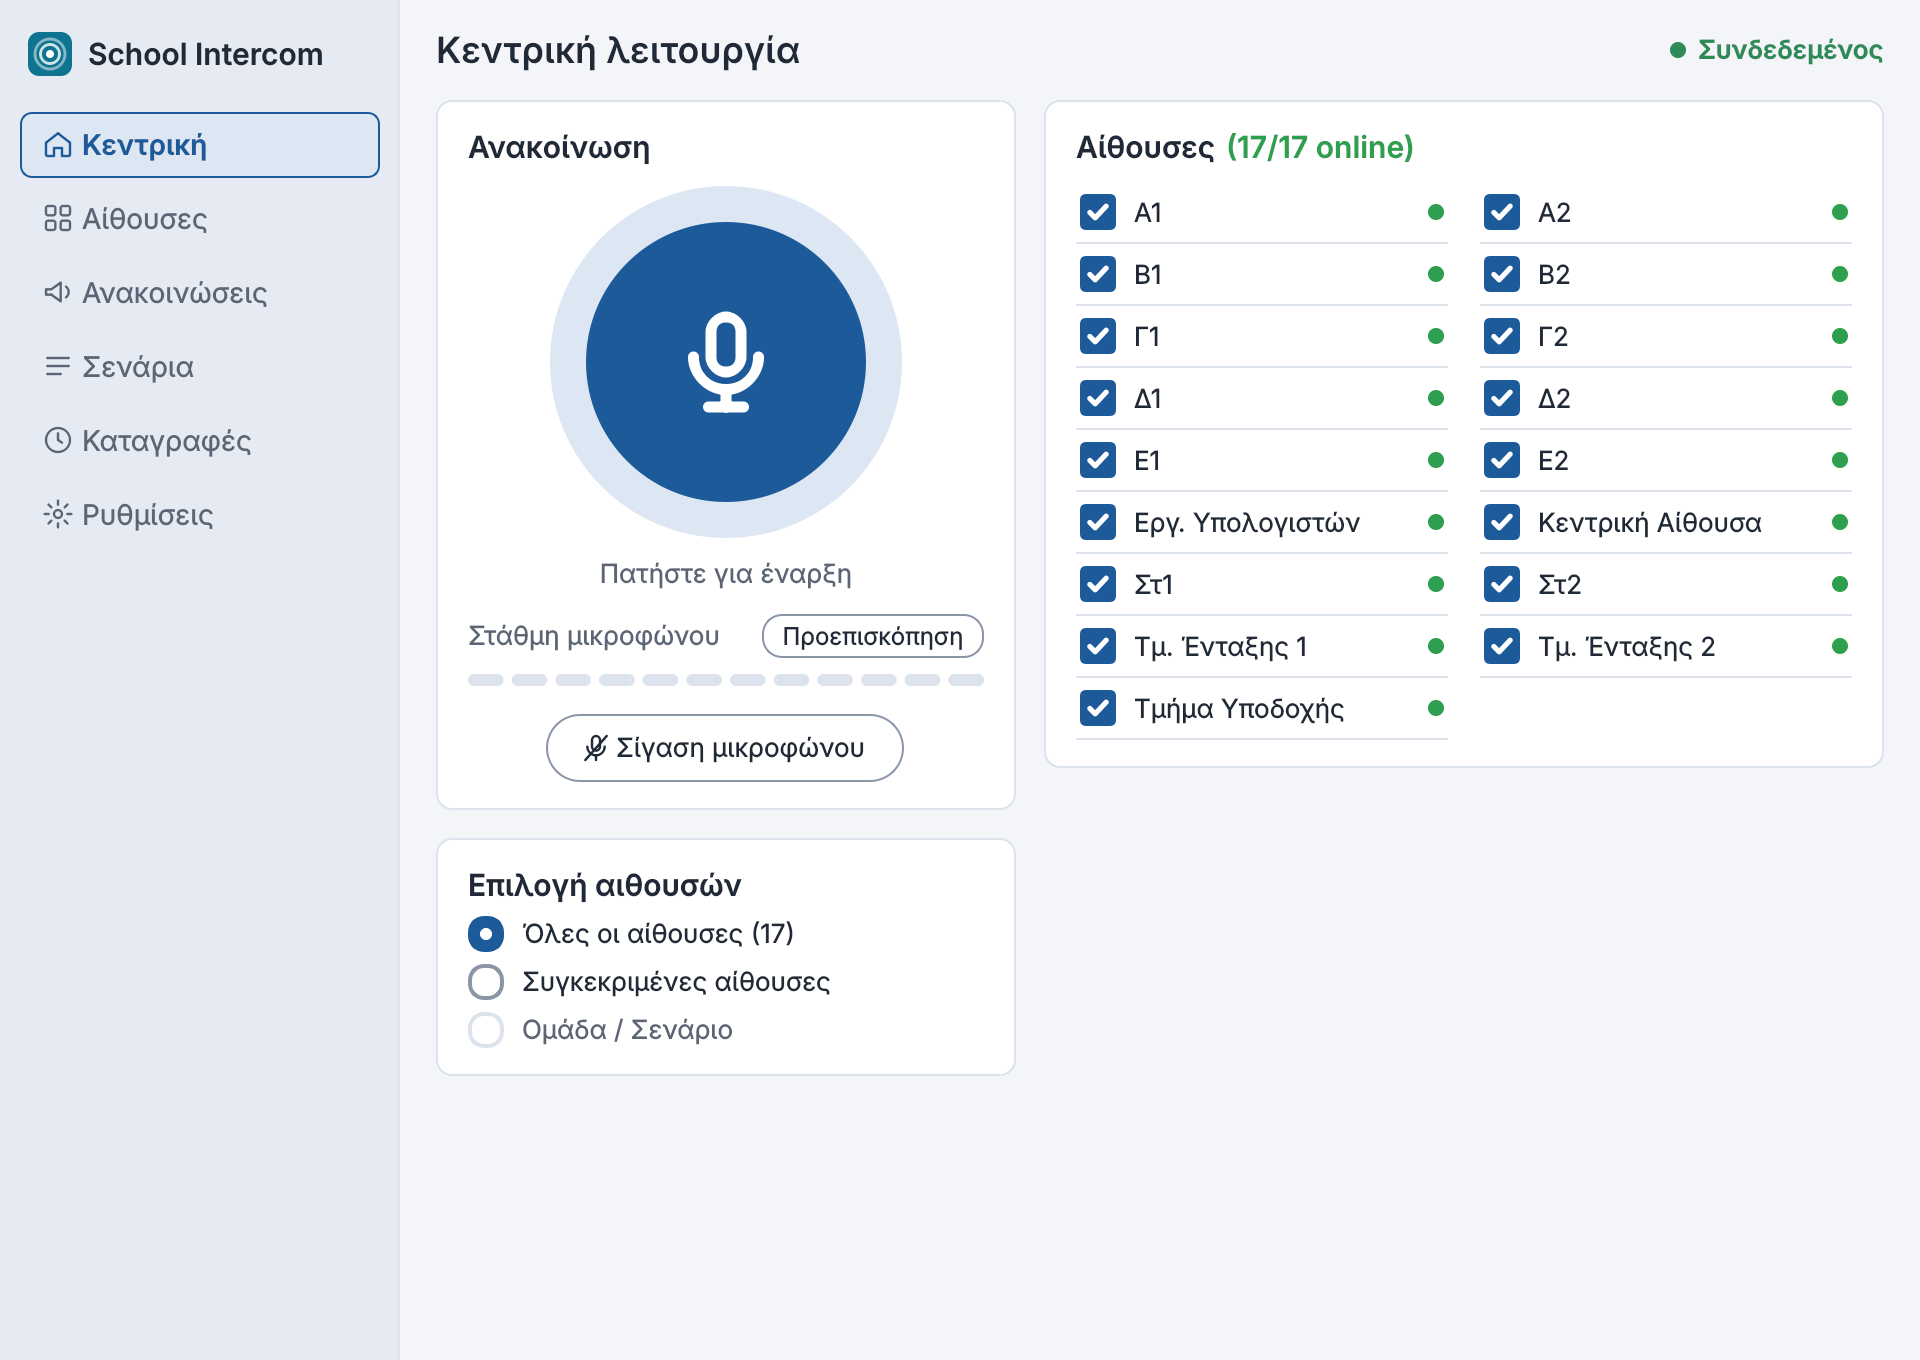 School Intercom
Κεντρική
Αίθουσες
Ανακοινώσεις
Σενάρια
Καταγραφές
Ρυθμίσεις
Κεντρική λειτουργία
Συνδεδεμένος
Ανακοίνωση
Πατήστε για έναρξη
Στάθμη μικροφώνου Προεπισκόπηση
Σίγαση μικροφώνου
Επιλογή αιθουσών
Όλες οι αίθουσες (17)
Συγκεκριμένες αίθουσες
Ομάδα / Σενάριο
Αίθουσες (17/17 online)
Α1 Α2
Β1 Β2
Γ1 Γ2
Δ1 Δ2
Ε1 Ε2
Εργ. Υπολογιστών Κεντρική Αίθουσα
Στ1 Στ2
Τμ. Ένταξης 1 Τμ. Ένταξης 2
Τμήμα Υποδοχής